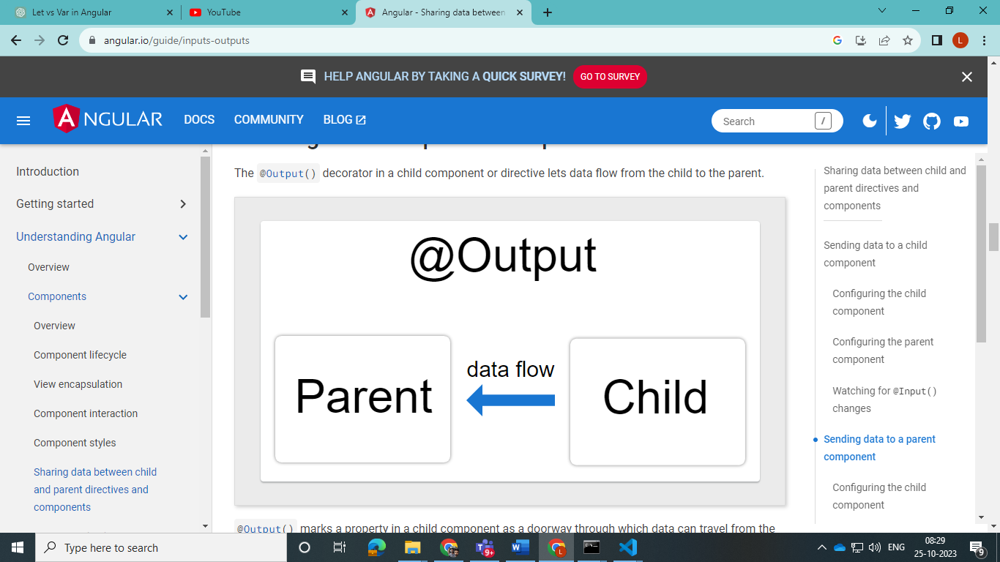 Let vs Var in Angular
YouTube
Angular - Sharing data between
angular.io/guide/inputs-outputs
L
HELP ANGULAR BY TAKING A QUICK SURVEY!
GO TO SURVEY
ANGULAR
DOCS
COMMUNITY
BLOG
Search
/
Introduction
Getting started
Understanding Angular
Overview
Components
Overview
Component lifecycle
View encapsulation
Component interaction
Component styles
Sharing data between child
and parent directives and
components
The @Output() decorator in a child component or directive lets data flow from the child to the parent.
@Output
Parent
data flow
Child
@Output() marks a property in a child component as a doorway through which data can travel from the
Sharing data between child and
parent directives and
components
Sending data to a child
component
Configuring the child
component
Configuring the parent
component
Watching for @Input()
changes
Sending data to a parent
component
Configuring the child
component
Type here to search
9+
L
ENG
08:29
25-10-2023
9